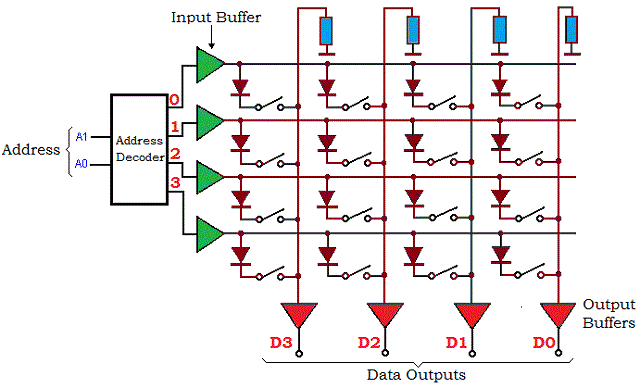 Input Buffer
0
1
2
3
A1
A0
Address
Address
Decoder
Output
Buffers
D3
D2
D1
D0
Data Outputs